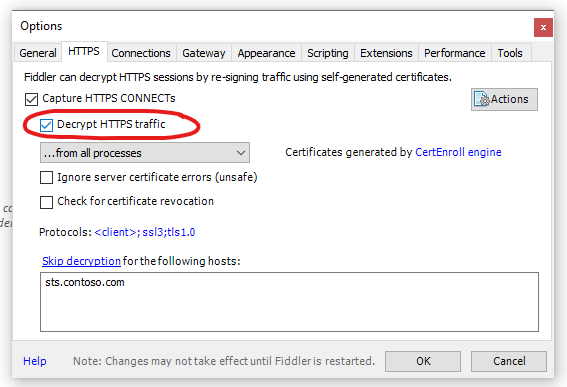 Options
General HTTPS Connections Gateway Appearance Scripting Extensions Performance Tools
Fiddler can decrypt HTTPS sessions by re-signing traffic using self-generated certificates.
Capture HTTPS CONNECTs
Actions
Decrypt HTTPS traffic
...from all processes
Certificates generated by CertEnroll engine
Ignore server certificate errors (unsafe)
Check for certificate revocation
Protocols: <client>; ssl3;tls1.0
Skip decryption for the following hosts:
sts.contoso.com
Help Note: Changes may not take effect until Fiddler is restarted. OK Cancel